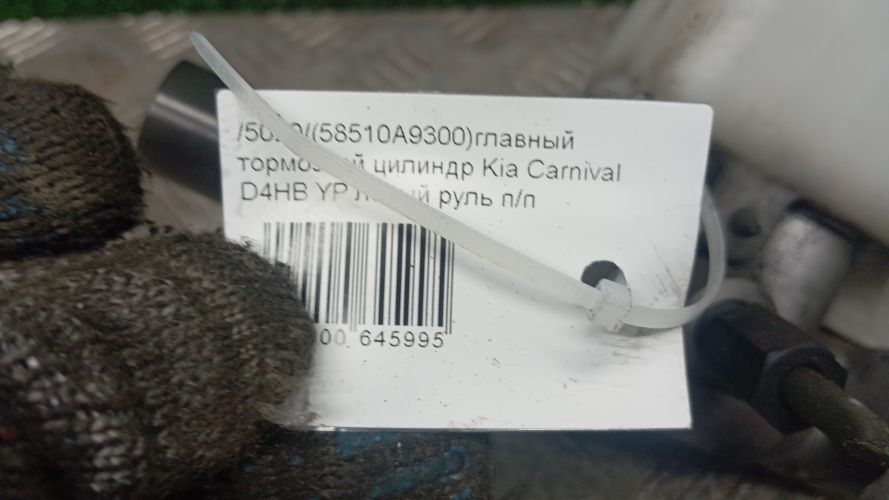 (58510A9300)главный
цилиндр Kia Carnival
D4HB YP руль п/п
645995